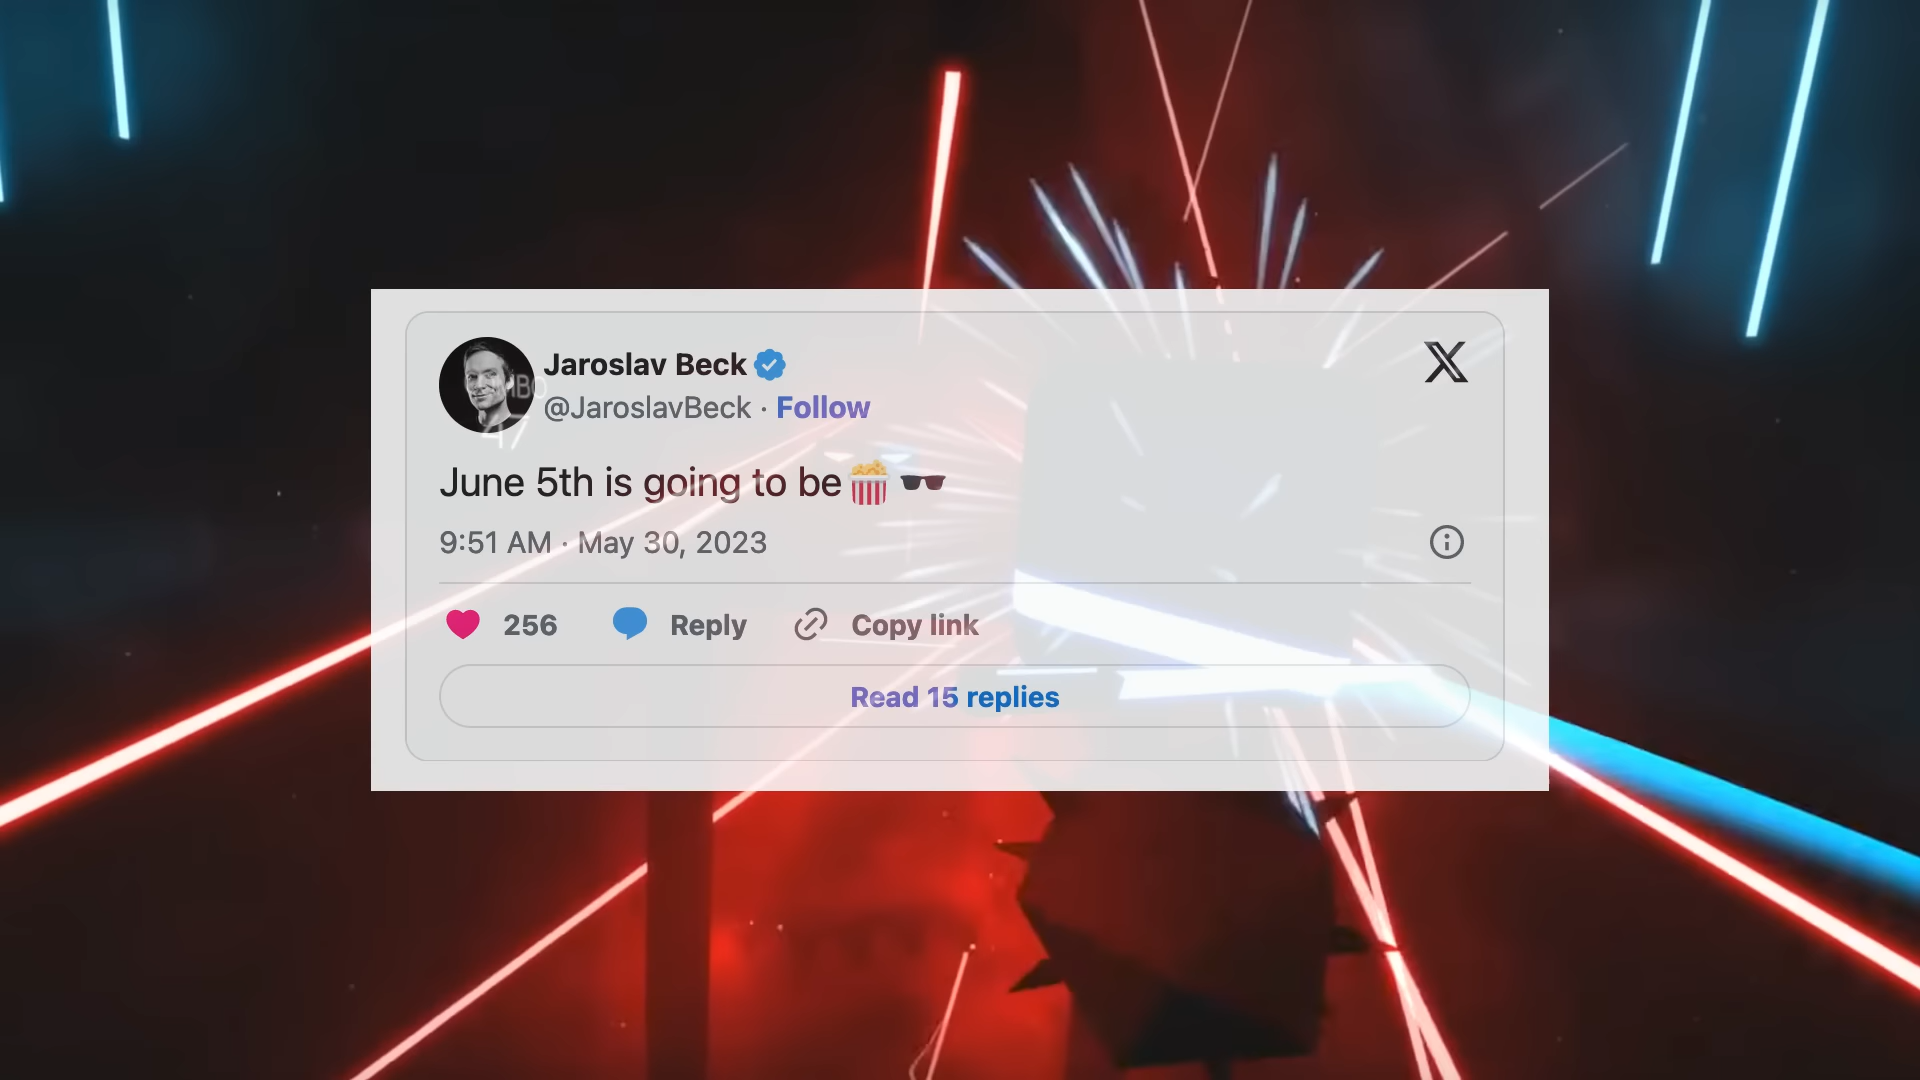 Jaroslav Beck
@JaroslavBeck · Follow
June 5th is going to be🍿 🕶️
9:51 AM · May 30, 2023
256 Reply Copy link
Read 15 replies
47